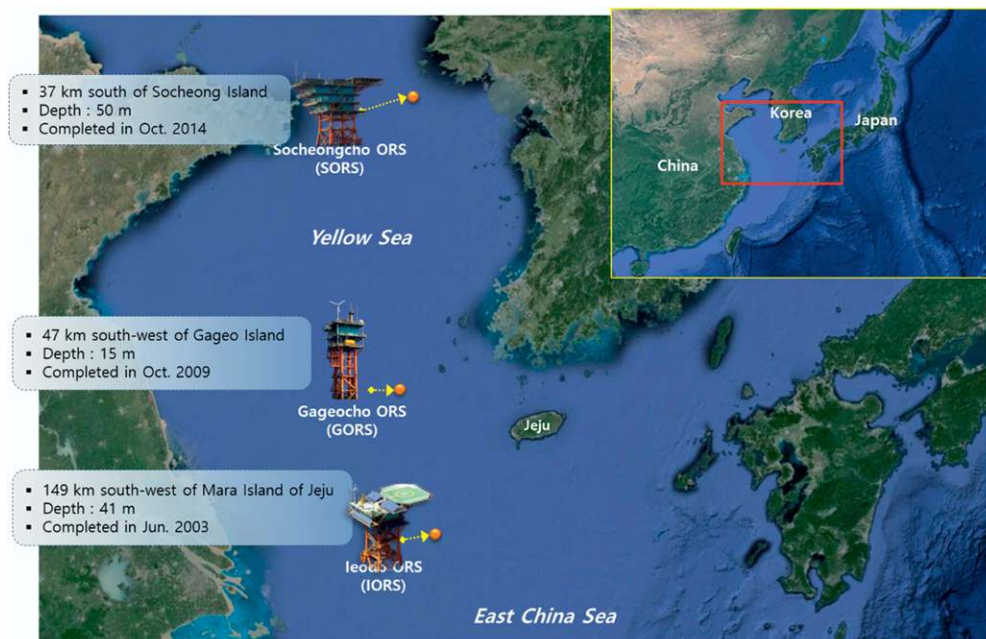 ▪ 37 km south of Socheong Island
▪ Depth : 50 m
▪ Completed in Oct. 2014
Socheongcho ORS
(SORS)
Yellow Sea
Korea
Japan
China
▪ 47 km south-west of Gageo Island
▪ Depth : 15 m
▪ Completed in Oct. 2009
Gageocho ORS
(GORS)
Jeju
▪ 149 km south-west of Mara Island of Jeju
▪ Depth : 41 m
▪ Completed in Jun. 2003
Ieodo ORS
(IORS)
East China Sea